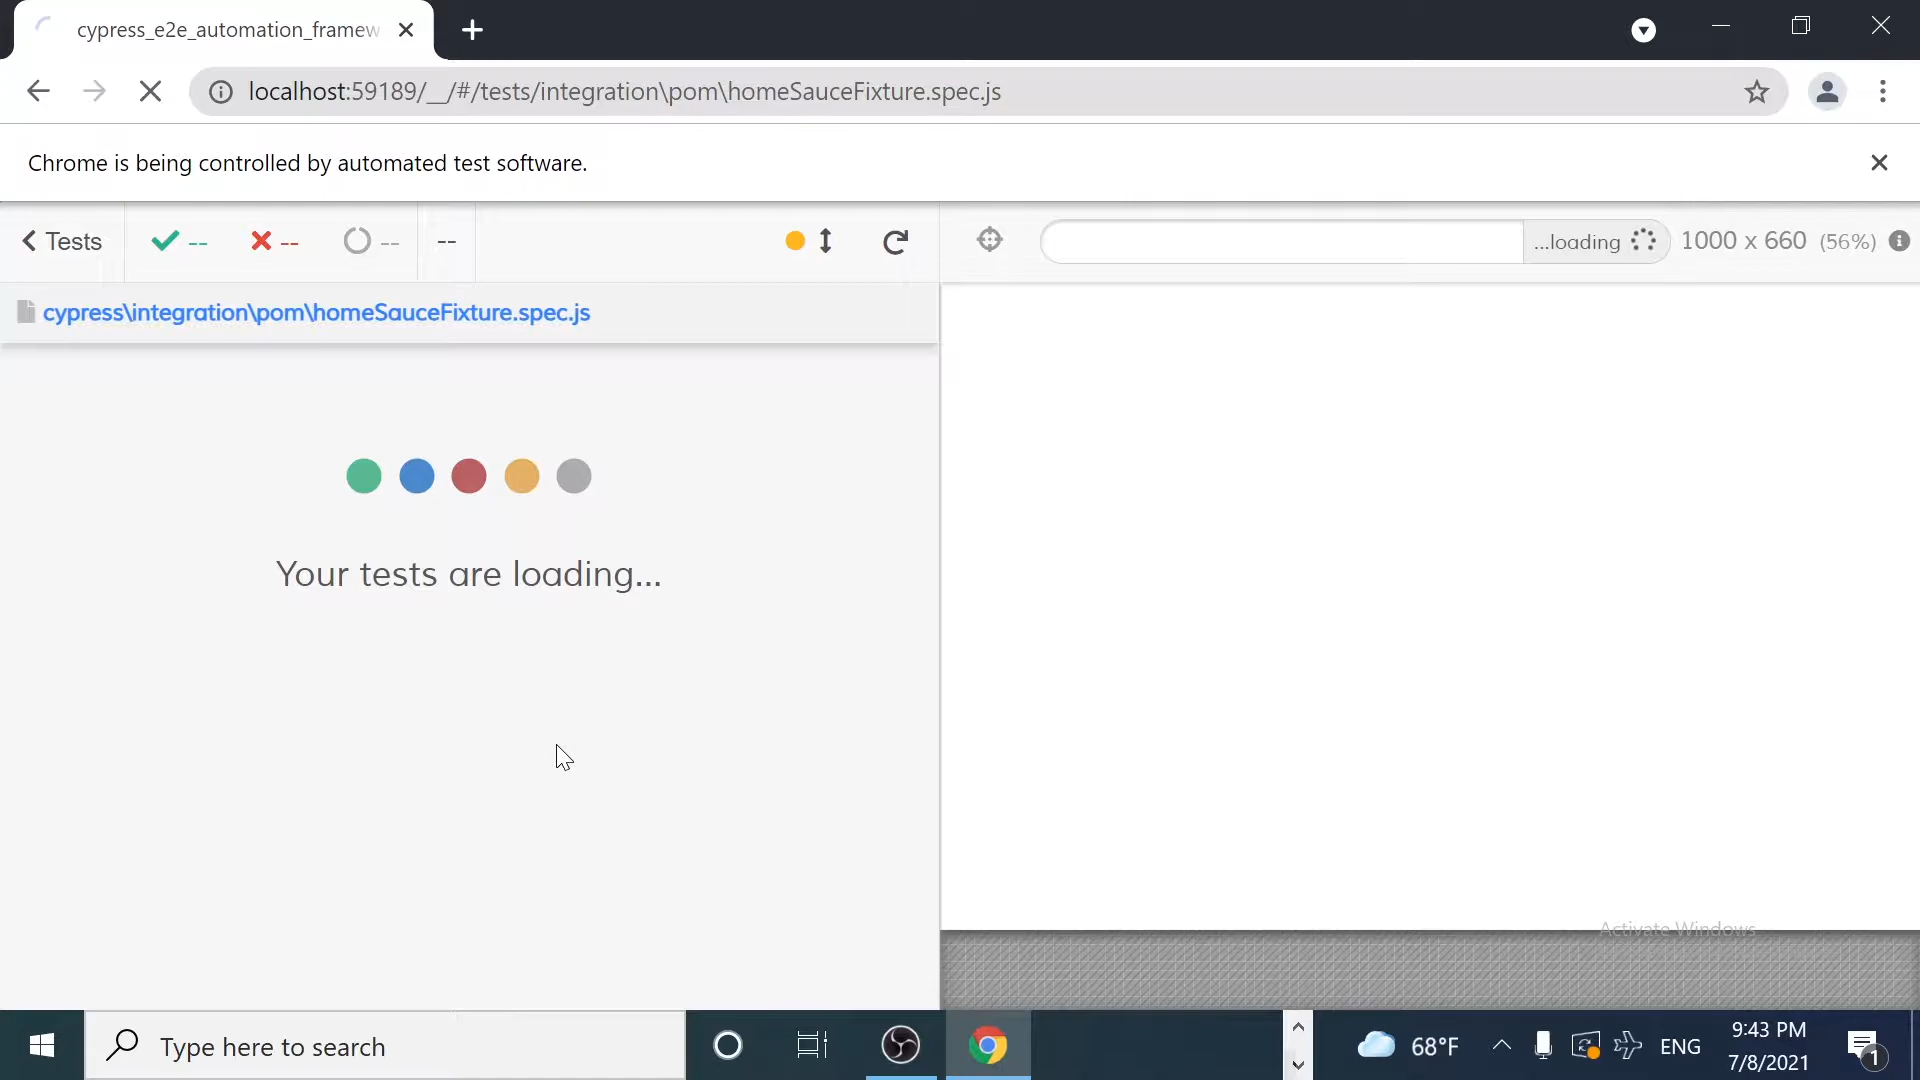 cypress_e2e_automation_framew
localhost:59189/__/#/tests/integration\pom\homeSauceFixture.spec.js
Chrome is being controlled by automated test software.
Tests -- -- -- --
...loading 1000 x 660 (56%)
cypress\integration\pom\homeSauceFixture.spec.js
Your tests are loading...
Activate Windows
Type here to search
68°F ENG
9:43 PM
7/8/2021
1